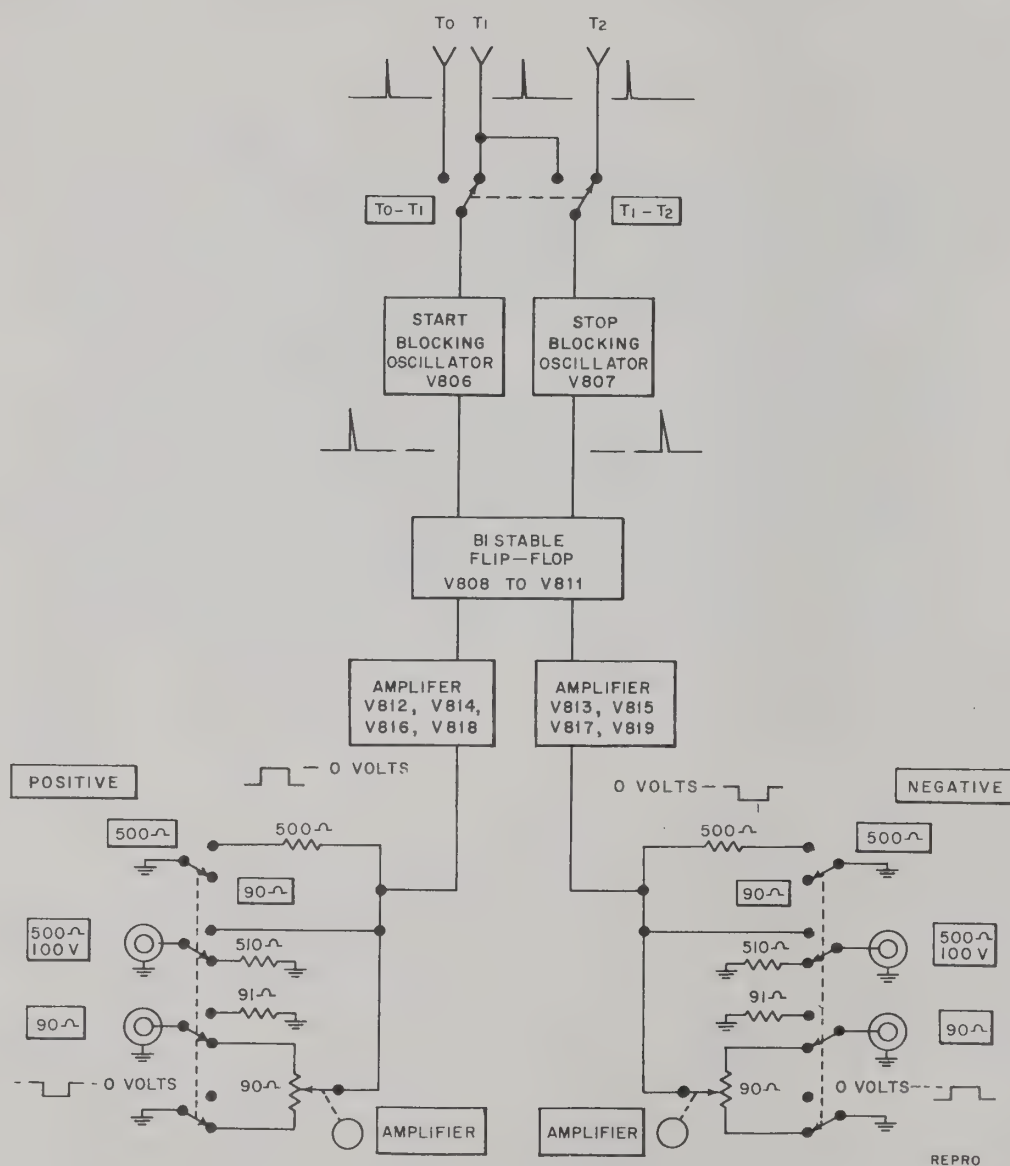 T0 T1 T2
T0-T1
T1-T2
START
BLOCKING
OSCILLATOR
V806
STOP
BLOCKING
OSCILLATOR
V807
BISTABLE
FLIP-FLOP
V808 TO V811
AMPLIFER
V812, V814,
V816, V818
AMPLIFIER
V813, V815
V817, V819
POSITIVE
0 VOLTS
500Ω
500Ω
90Ω
500Ω
100V
510Ω
91Ω
90Ω
0 VOLTS
90Ω
AMPLIFIER
0 VOLTS
NEGATIVE
500Ω
500Ω
90Ω
510Ω
500Ω
100V
91Ω
90Ω
90Ω
0 VOLTS
AMPLIFIER
REPRO